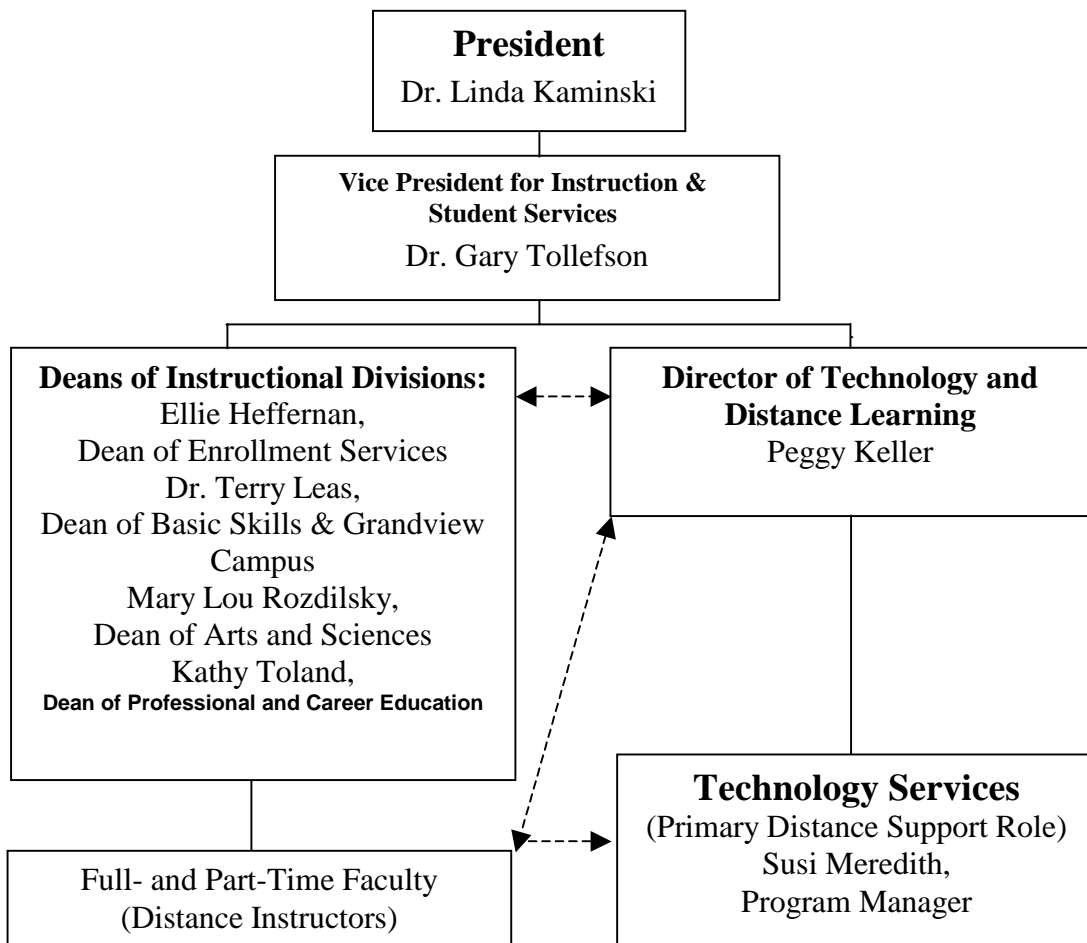 President
Dr. Linda Kaminski
Vice President for Instruction &
Student Services
Dr. Gary Tollefson
Deans of Instructional Divisions:
Ellie Heffernan,
Dean of Enrollment Services
Dr. Terry Leas,
Dean of Basic Skills & Grandview
Campus
Mary Lou Rozdilsky,
Dean of Arts and Sciences
Kathy Toland,
Dean of Professional and Career Education
Director of Technology and
Distance Learning
Peggy Keller
Full- and Part-Time Faculty
(Distance Instructors)
Technology Services
(Primary Distance Support Role)
Susi Meredith,
Program Manager